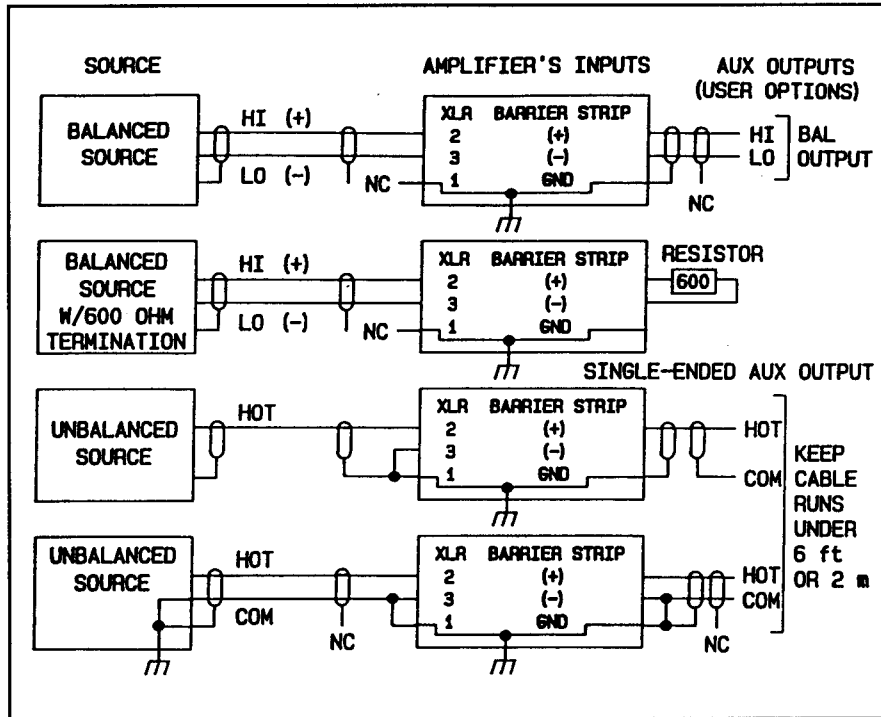 SOURCE
AMPLIFIER'S INPUTS
AUX OUTPUTS
(USER OPTIONS)
BALANCED
SOURCE
HI (+)
LO (-)
NC
XLR BARRIER STRIP
2 (+)
3 (-)
1 GND
HI
LO
BAL
OUTPUT
NC
BALANCED
SOURCE
W/600 OHM
TERMINATION
HI (+)
LO (-)
NC
XLR BARRIER STRIP
2 (+)
3 (-)
1 GND
RESISTOR
600
SINGLE-ENDED AUX OUTPUT
UNBALANCED
SOURCE
HOT
XLR BARRIER STRIP
2 (+)
3 (-)
1 GND
HOT
COM
UNBALANCED
SOURCE
HOT
COM
NC
XLR BARRIER STRIP
2 (+)
3 (-)
1 GND
HOT
COM
NC
KEEP
CABLE
RUNS
UNDER
6 ft
OR 2 m